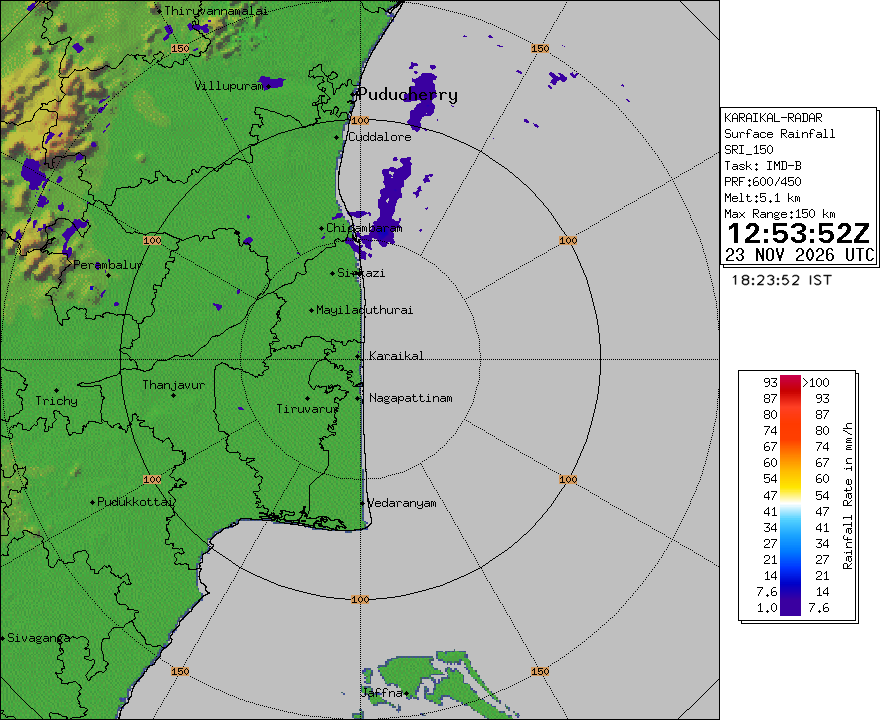 Thiruvannamalai
150
150
Villupuram
Puducherry
100
Cuddalore
Chidambaram
100
100
Perambalur
Sirkazi
Mayiladuthurai
Karaikal
Thanjavur
Trichy
Tiruvarur
Nagapattinam
100
100
Pudukkottai
Vedaranyam
100
Sivaganga
150
150
Jaffna
KARAIKAL-RADAR
Surface Rainfall
SRI_150
Task: IMD-B
PRF:600/450
Melt:5.1 km
Max Range:150 km
12:53:52Z
23 NOV 2026 UTC
18:23:52 IST
93 >100
87 93
80 87
74 80
67 74
60 67
54 60
47 54
41 47
34 41
27 34
21 27
14 21
7.6 14
1.0 7.6
Rainfall Rate in mm/h